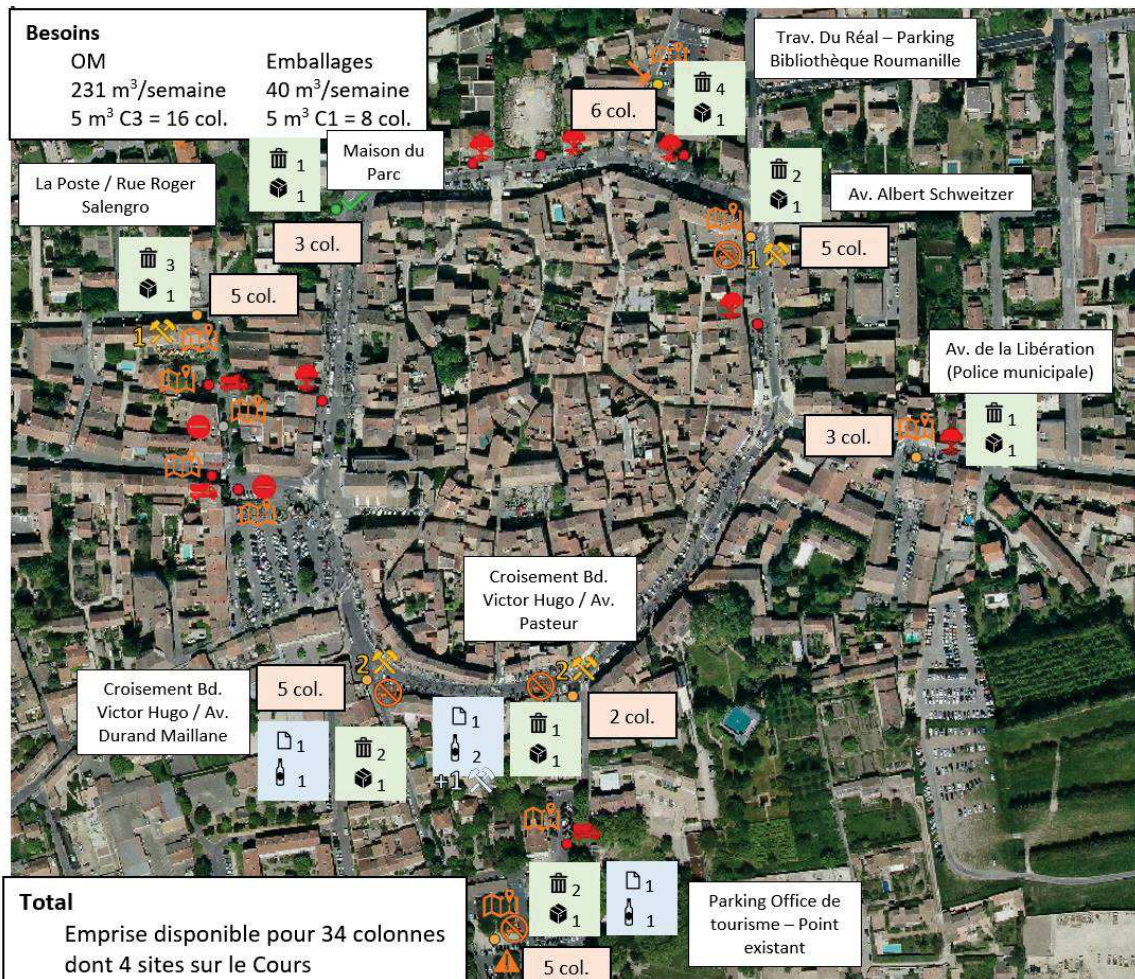 Besoins
OM
231 m³/semaine
5 m³ C3 = 16 col.
Emballages
40 m³/semaine
5 m³ C1 = 8 col.
Trav. Du Réal – Parking
Bibliothèque Roumanille
6 col.
4
1
Maison du
Parc
1
1
3 col.
La Poste / Rue Roger
Salengro
3
1
5 col.
1
2
1
Av. Albert Schweitzer
1
5 col.
Av. de la Libération
(Police municipale)
3 col.
1
1
Croisement Bd.
Victor Hugo / Av.
Pasteur
2
2
5 col.
2 col.
Croisement Bd.
Victor Hugo / Av.
Durand Maillane
1
1
2
1
1
2
+1
1
1
2
1
1
1
Parking Office de
tourisme – Point
existant
5 col.
Total
Emprise disponible pour 34 colonnes
dont 4 sites sur le Cours